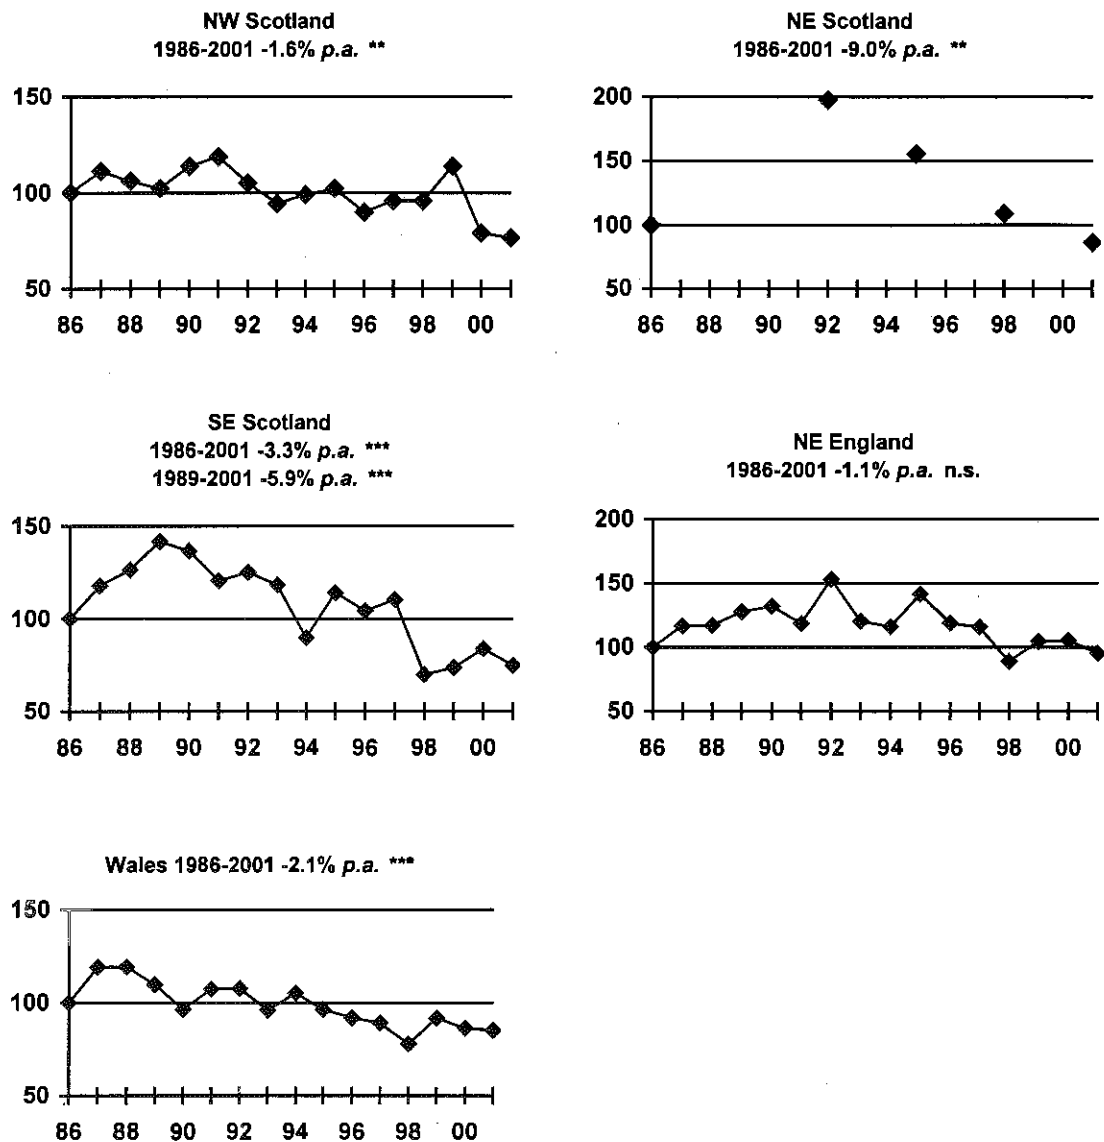 NW Scotland
1986-2001 -1.6% p.a. **
150
100
50
86 88 90 92 94 96 98 00
NE Scotland
1986-2001 -9.0% p.a. **
200
150
100
50
86 88 90 92 94 96 98 00
SE Scotland
1986-2001 -3.3% p.a. ***
1989-2001 -5.9% p.a. ***
150
100
50
86 88 90 92 94 96 98 00
NE England
1986-2001 -1.1% p.a. n.s.
200
150
100
50
86 88 90 92 94 96 98 00
Wales 1986-2001 -2.1% p.a. ***
150
100
50
86 88 90 92 94 96 98 00